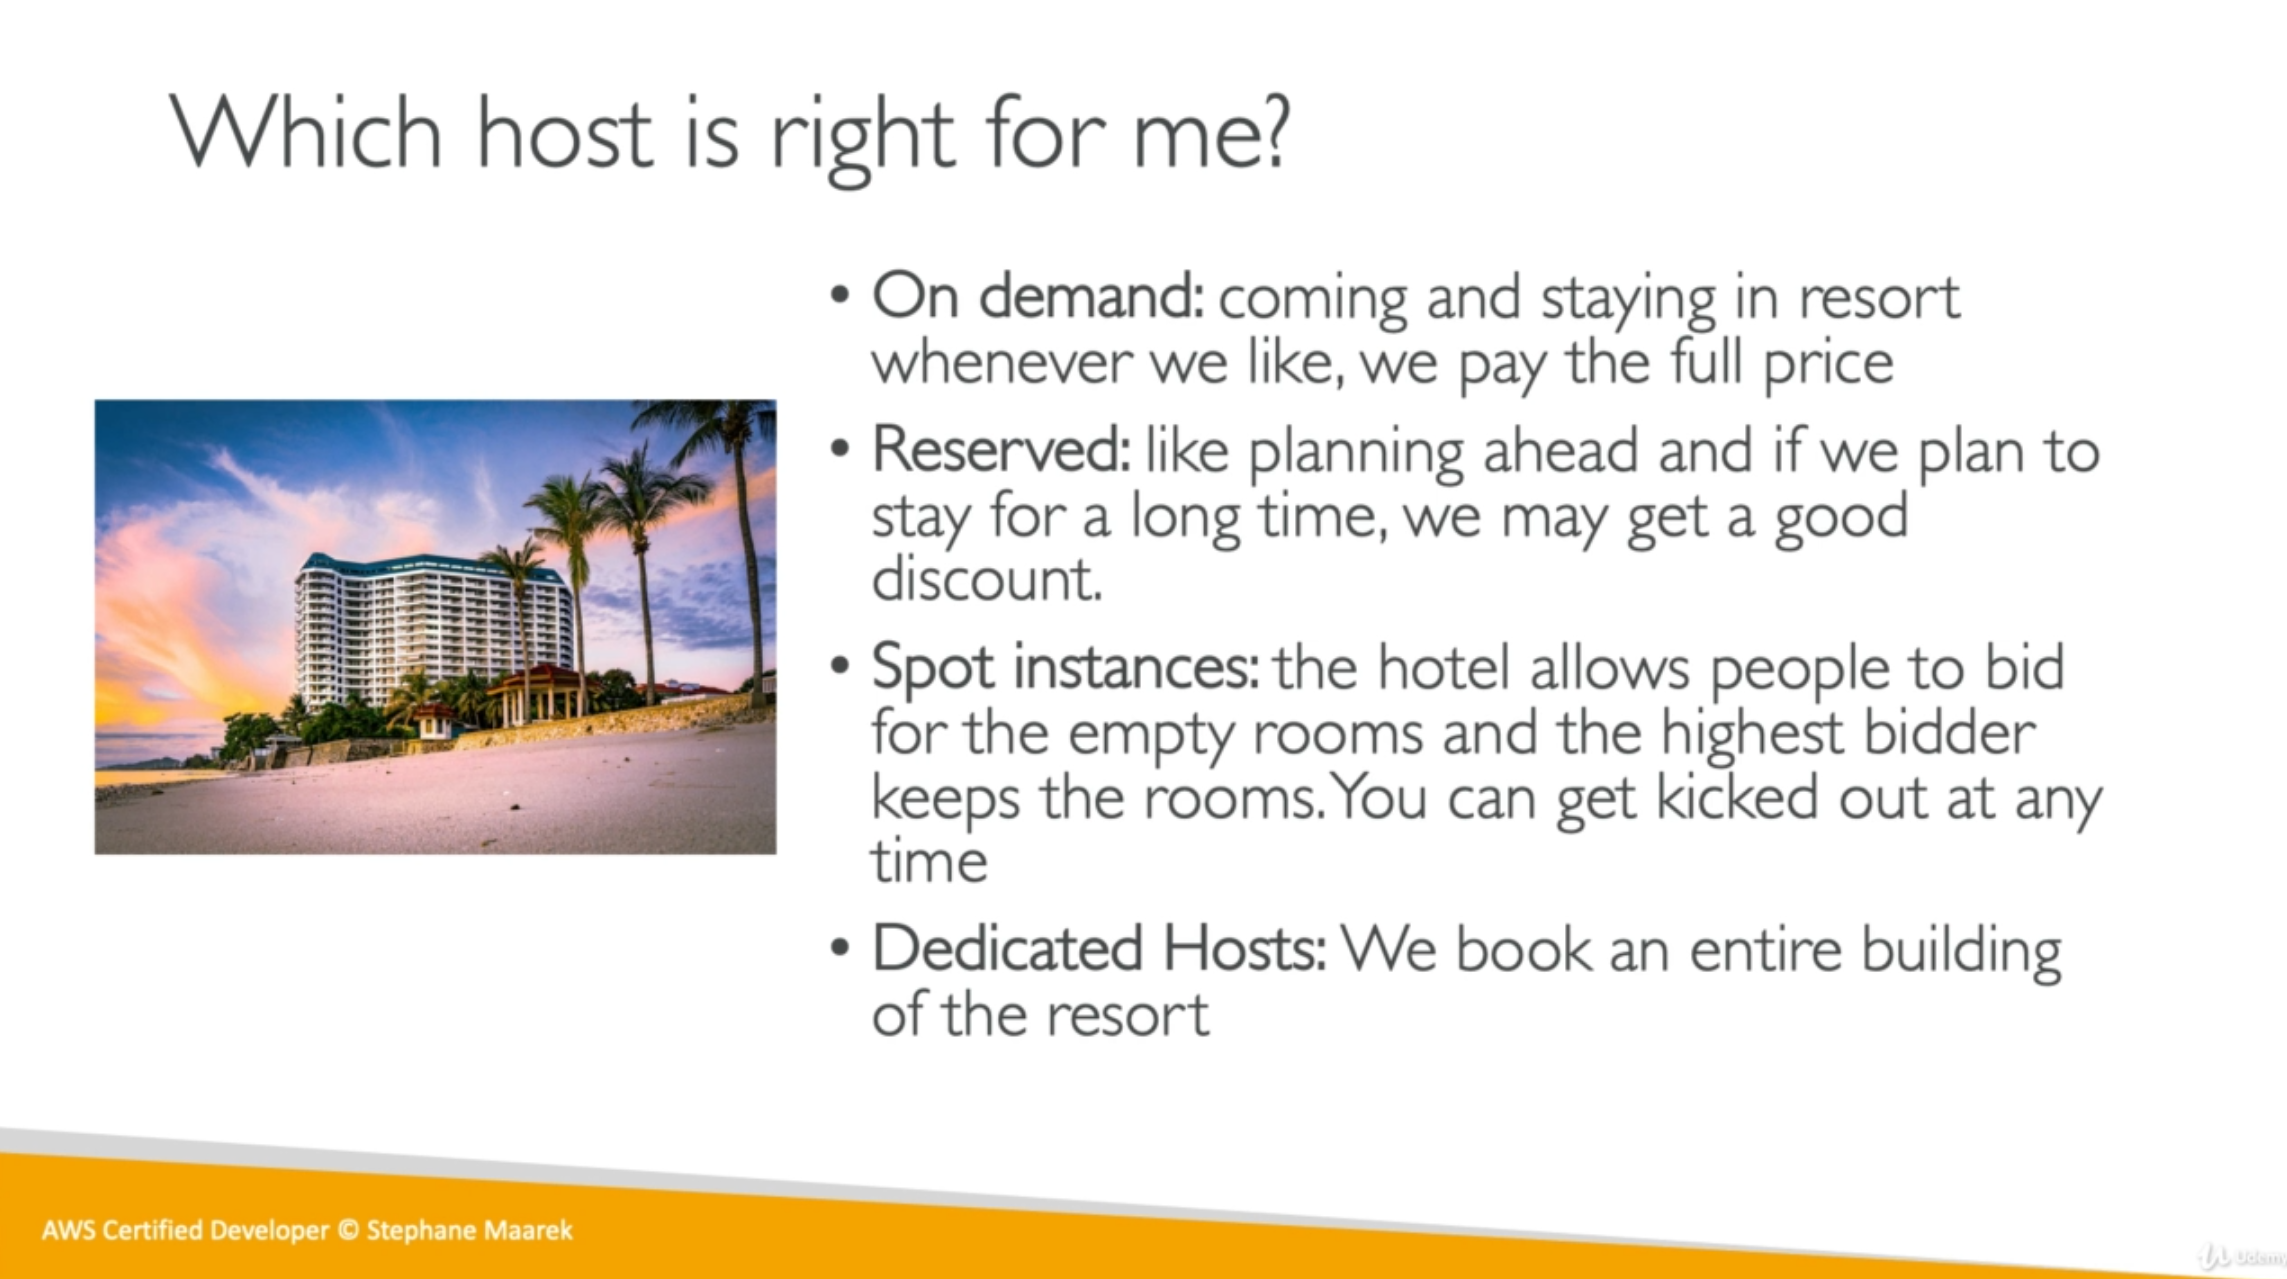 Which host is right for me?
• On demand: coming and staying in resort
whenever we like, we pay the full price
• Reserved: like planning ahead and if we plan to
stay for a long time, we may get a good
discount.
• Spot instances: the hotel allows people to bid
for the empty rooms and the highest bidder
keeps the rooms. You can get kicked out at any
time
• Dedicated Hosts: We book an entire building
of the resort
AWS Certified Developer © Stephane Maarek
Udemy